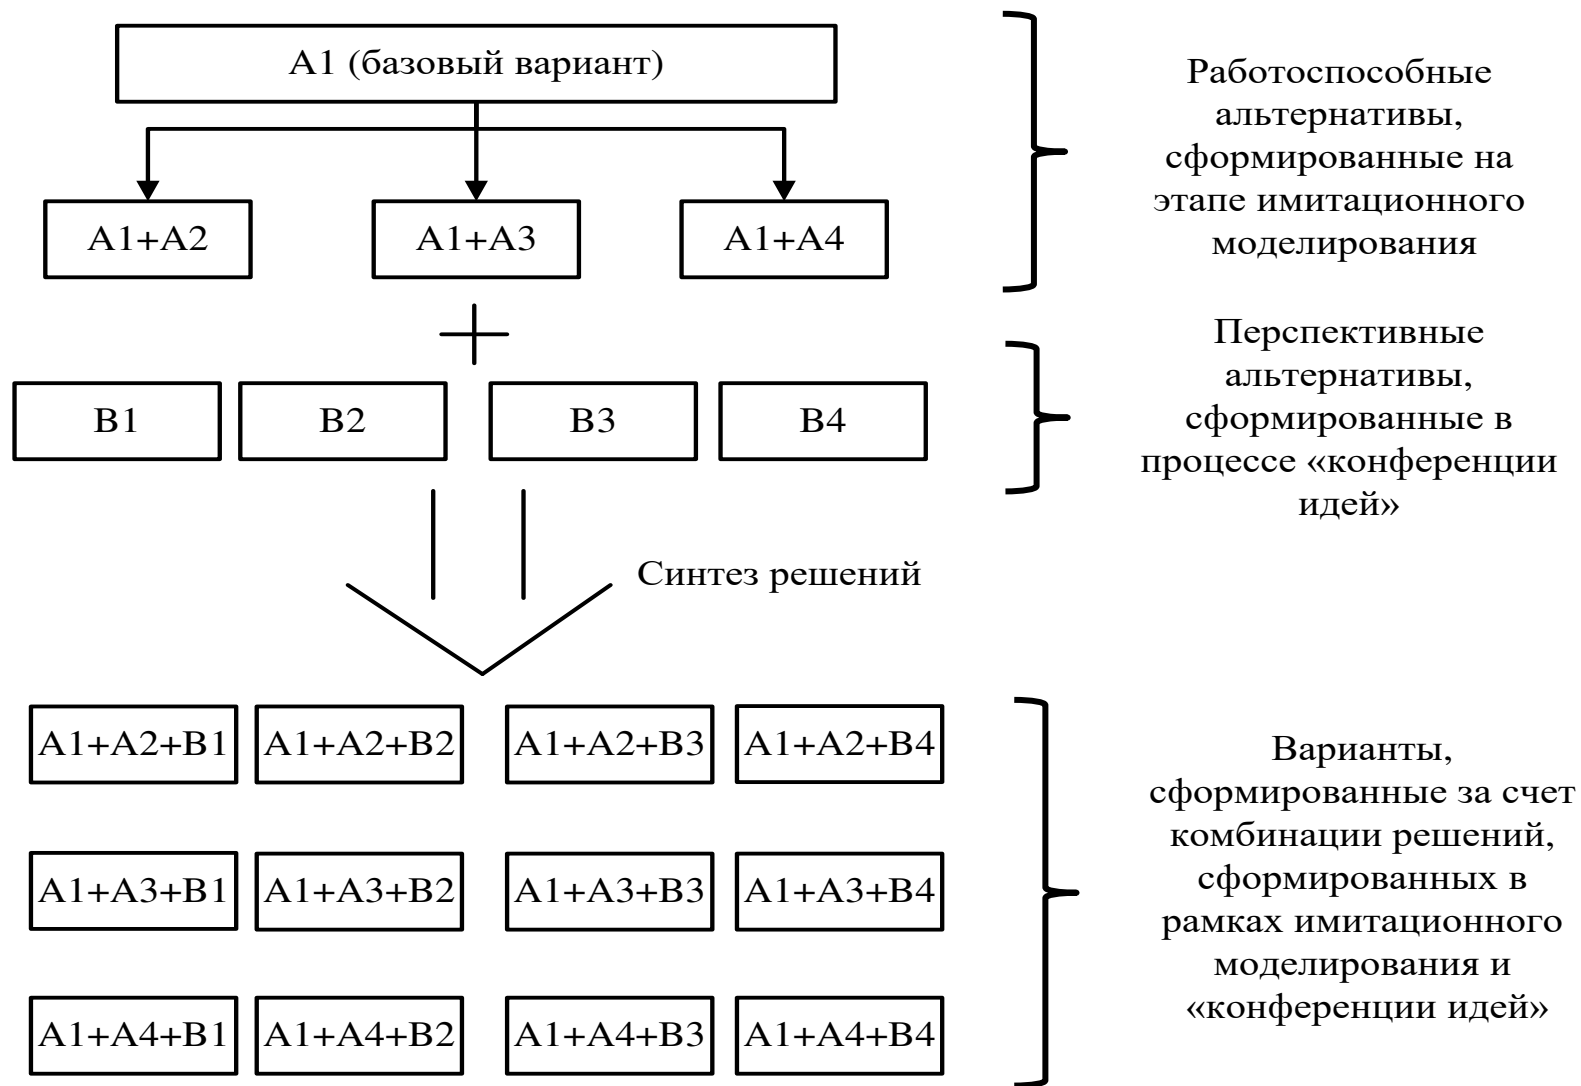 А1 (базовый вариант)
А1+А2
А1+А3
А1+А4
Работоспособные
альтернативы,
сформированные на
этапе имитационного
моделирования
В1
В2
В3
В4
Перспективные
альтернативы,
сформированные в
процессе «конференции
идей»
Синтез решений
А1+А2+В1
А1+А2+В2
А1+А2+В3
А1+А2+В4
А1+А3+В1
А1+А3+В2
А1+А3+В3
А1+А3+В4
А1+А4+В1
А1+А4+В2
А1+А4+В3
А1+А4+В4
Варианты,
сформированные за счет
комбинации решений,
сформированных в
рамках имитационного
моделирования и
«конференции идей»